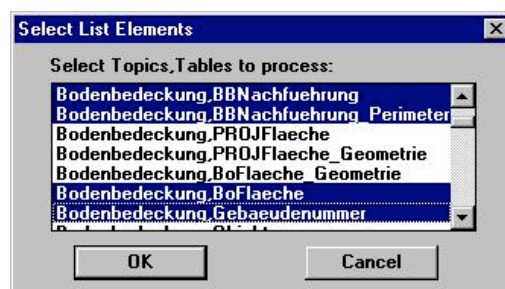 Select List Elements
Select Topics,Tables to process:
Bodenbedeckung,BBNachfuehrung
Bodenbedeckung,BBNachfuehrung_Perimeter
Bodenbedeckung,PROJFlaeche
Bodenbedeckung,PROJFlaeche_Geometrie
Bodenbedeckung,BoFlaeche_Geometrie
Bodenbedeckung,BoFlaeche
Bodenbedeckung,Gebaeudenummer
OK
Cancel